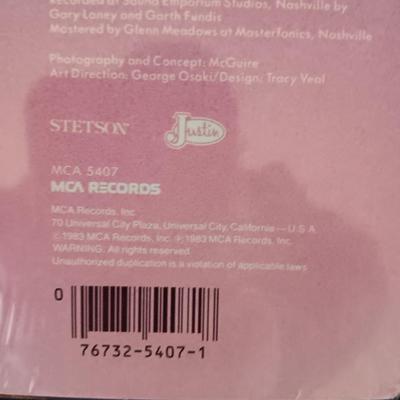 Recorded at Sound Emporium Studios, Nashville by
Gary Laney and Garth Fundis
Mastered by Glenn Meadows at Masterfonics, Nashville
Photography and Concept: McGuire
Art Direction: George Osaki/Design: Tracy Veal
STETSON
Justin
MCA 5407
MCA RECORDS
MCA Records, Inc.
70 Universal City Plaza, Universal City, California — U.S.A.
©1983 MCA Records, Inc. ℗1983 MCA Records, Inc.
WARNING: All rights reserved.
Unauthorized duplication is a violation of applicable laws.
0
76732-5407-1